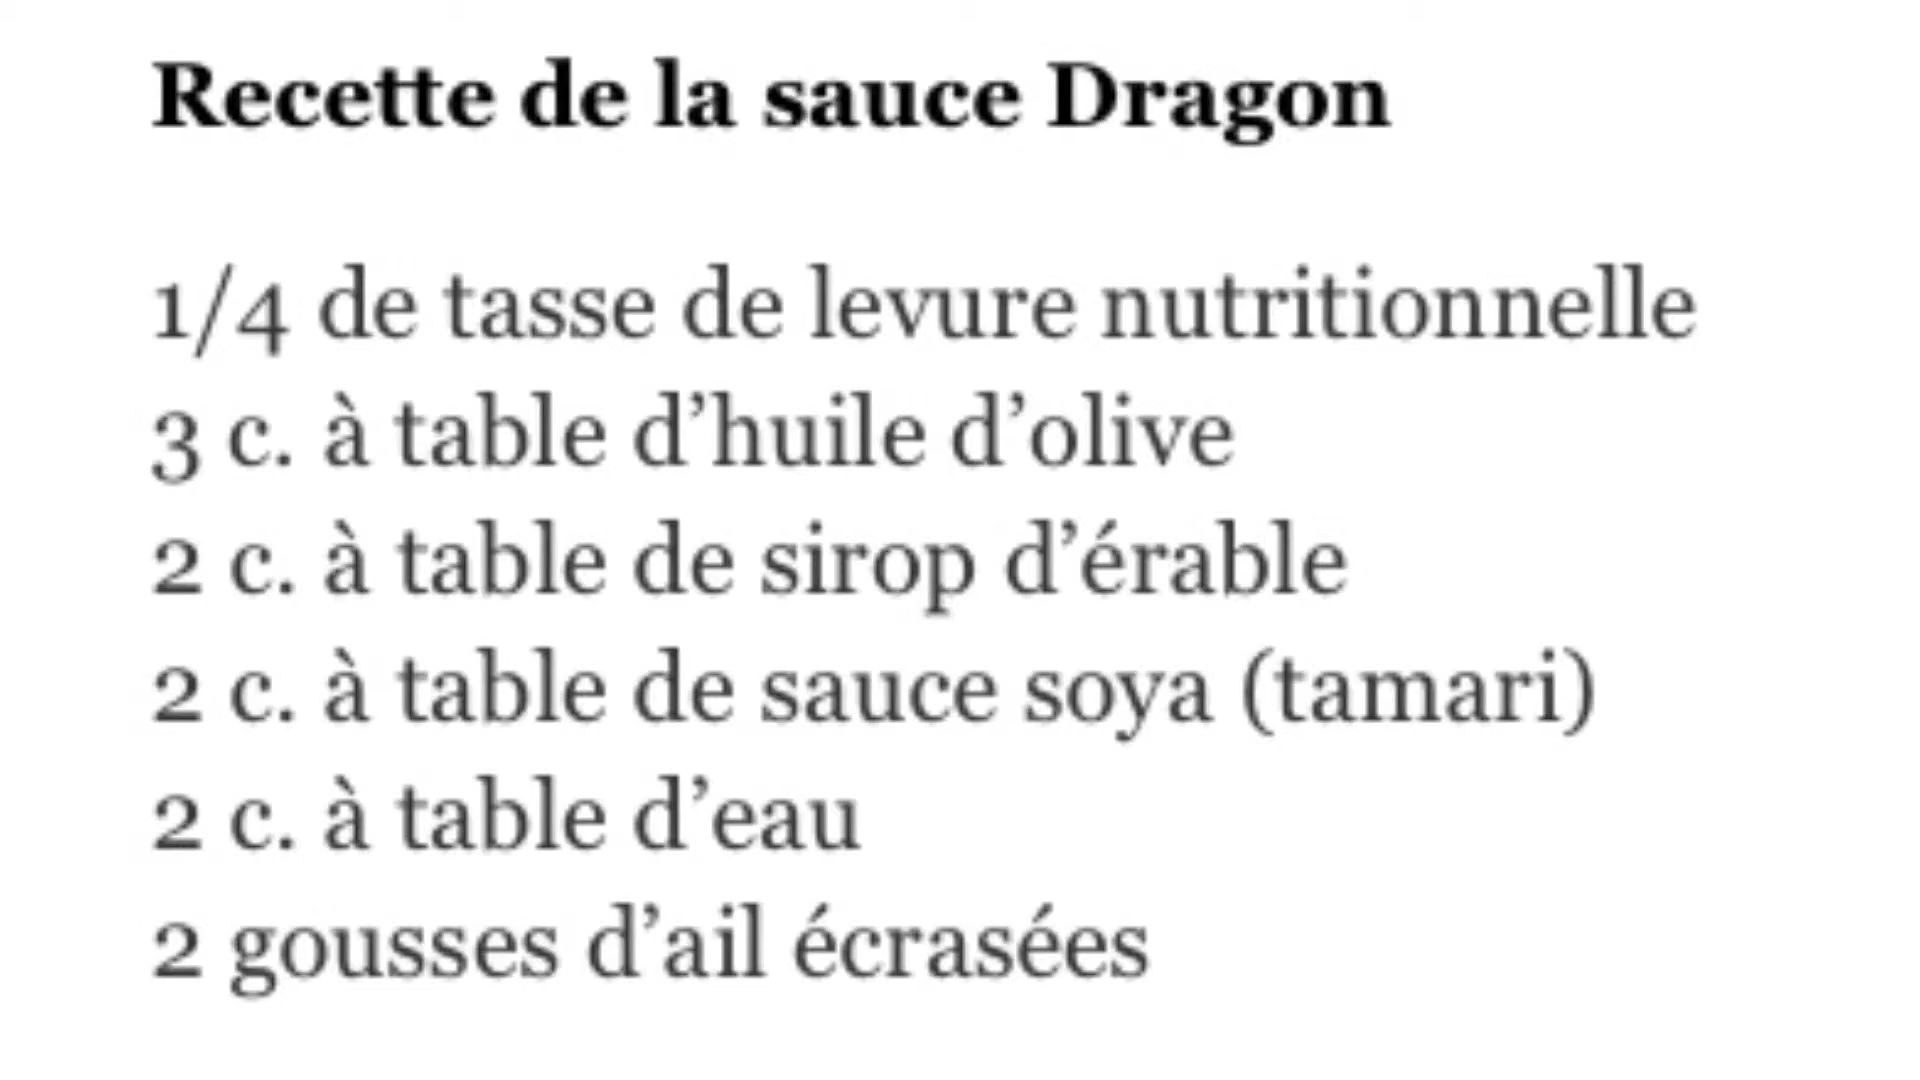 Recette de la sauce Dragon
1/4 de tasse de levure nutritionnelle
3 c. à table d’huile d’olive
2 c. à table de sirop d’érable
2 c. à table de sauce soya (tamari)
2 c. à table d’eau
2 gousses d’ail écrasées